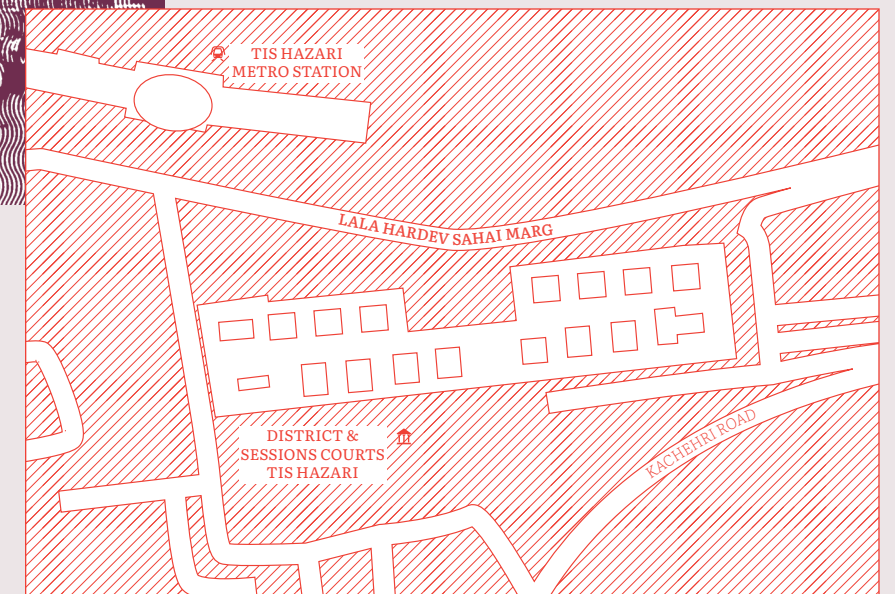 TIS HAZARI
METRO STATION
LALA HARDEV SAHAI MARG
DISTRICT &
SESSIONS COURTS
TIS HAZARI
KACHEHRI ROAD